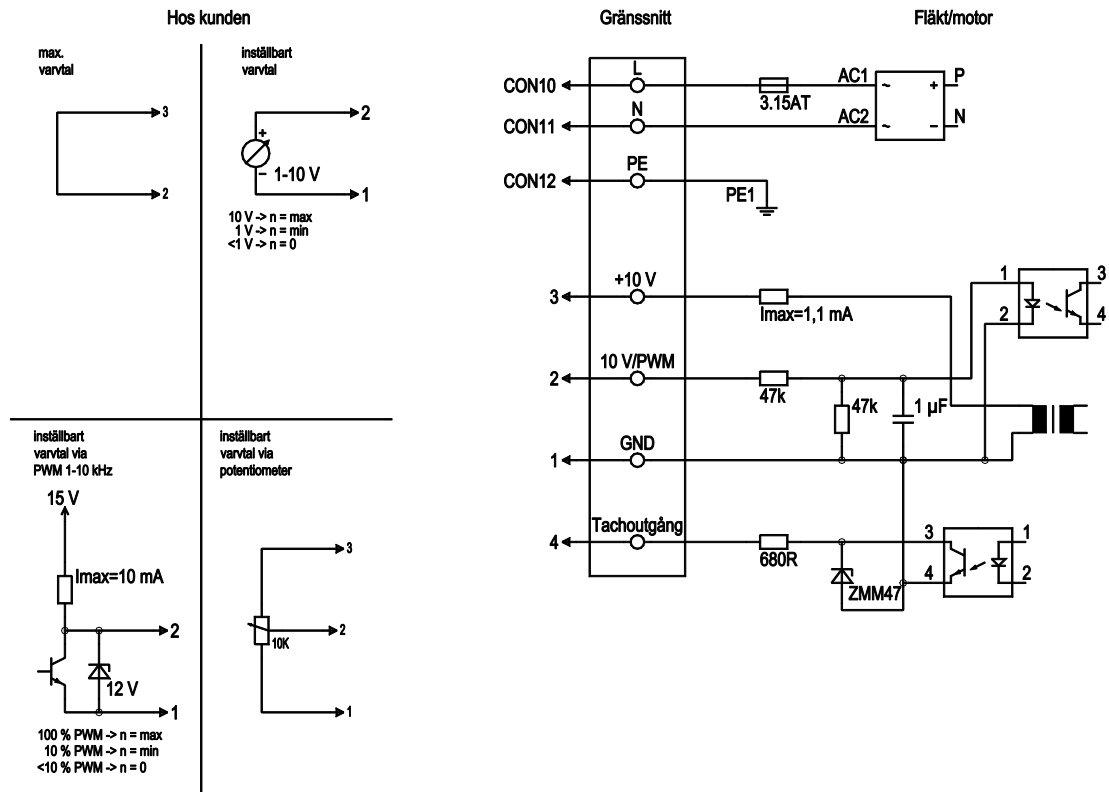 Hos kunden
Gränssnitt
Fläkt/motor
max.
varvtal
3
2
inställbart
varvtal
2
+
–
1-10 V
1
10 V -> n = max
1 V -> n = min
<1 V -> n = 0
inställbart
varvtal via
PWM 1-10 kHz
15 V
Imax=10 mA
2
12 V
1
100 % PWM -> n = max
10 % PWM -> n = min
<10 % PWM -> n = 0
inställbart
varvtal via
potentiometer
3
2
10K
1
L
CON10
3.15AT
AC1
~
+
P
N
CON11
AC2
~
–
N
PE
CON12
PE1
+10 V
3
Imax=1,1 mA
1
2
3
4
10 V/PWM
2
47k
47k
1 µF
GND
1
Tachoutgång
4
680R
ZMM47
3
4
1
2